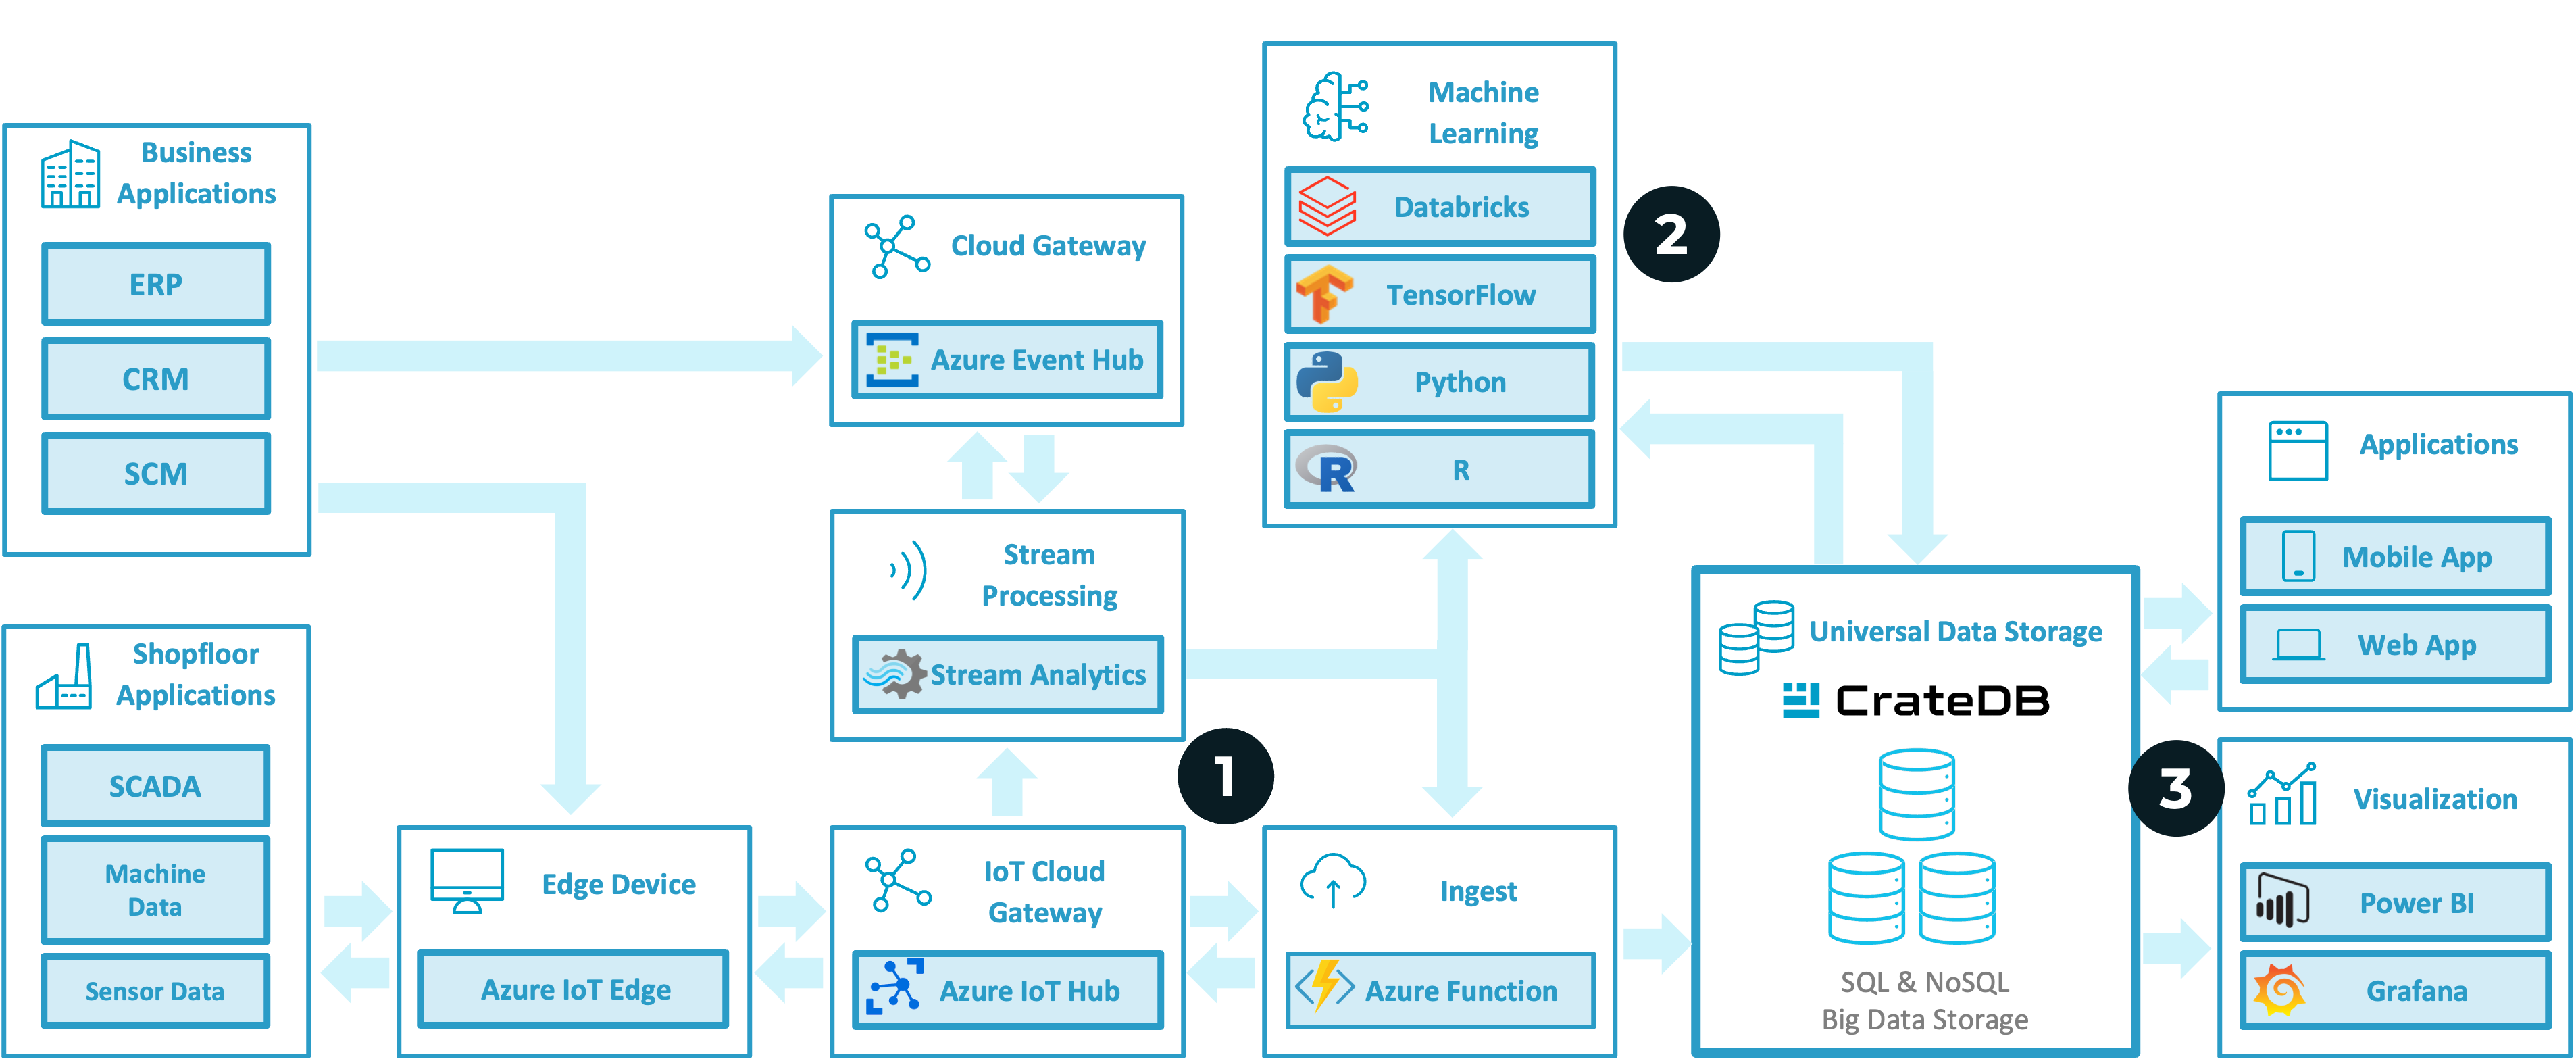 Business
Applications
ERP
CRM
SCM
Shopfloor
Applications
SCADA
Machine
Data
Sensor Data
Edge Device
Azure IoT Edge
Cloud Gateway
Azure Event Hub
Stream
Processing
Stream Analytics
1
IoT Cloud
Gateway
Azure IoT Hub
Machine
Learning
Databricks
TensorFlow
Python
R
R
2
Ingest
Azure Function
Universal Data Storage
CrateDB
SQL & NoSQL
Big Data Storage
3
Applications
Mobile App
Web App
Visualization
Power BI
Grafana